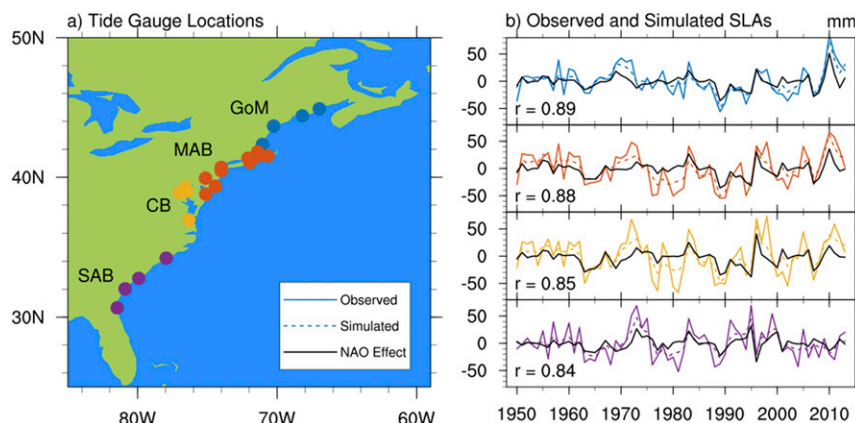 a) Tide Gauge Locations
50N
40N
30N
80W
70W
60W
GoM
MAB
CB
SAB
Observed
Simulated
NAO Effect
b) Observed and Simulated SLAs
mm
50
0
-50
r = 0.89
50
0
-50
r = 0.88
50
0
-50
r = 0.85
50
0
-50
r = 0.84
1950 1960 1970 1980 1990 2000 2010